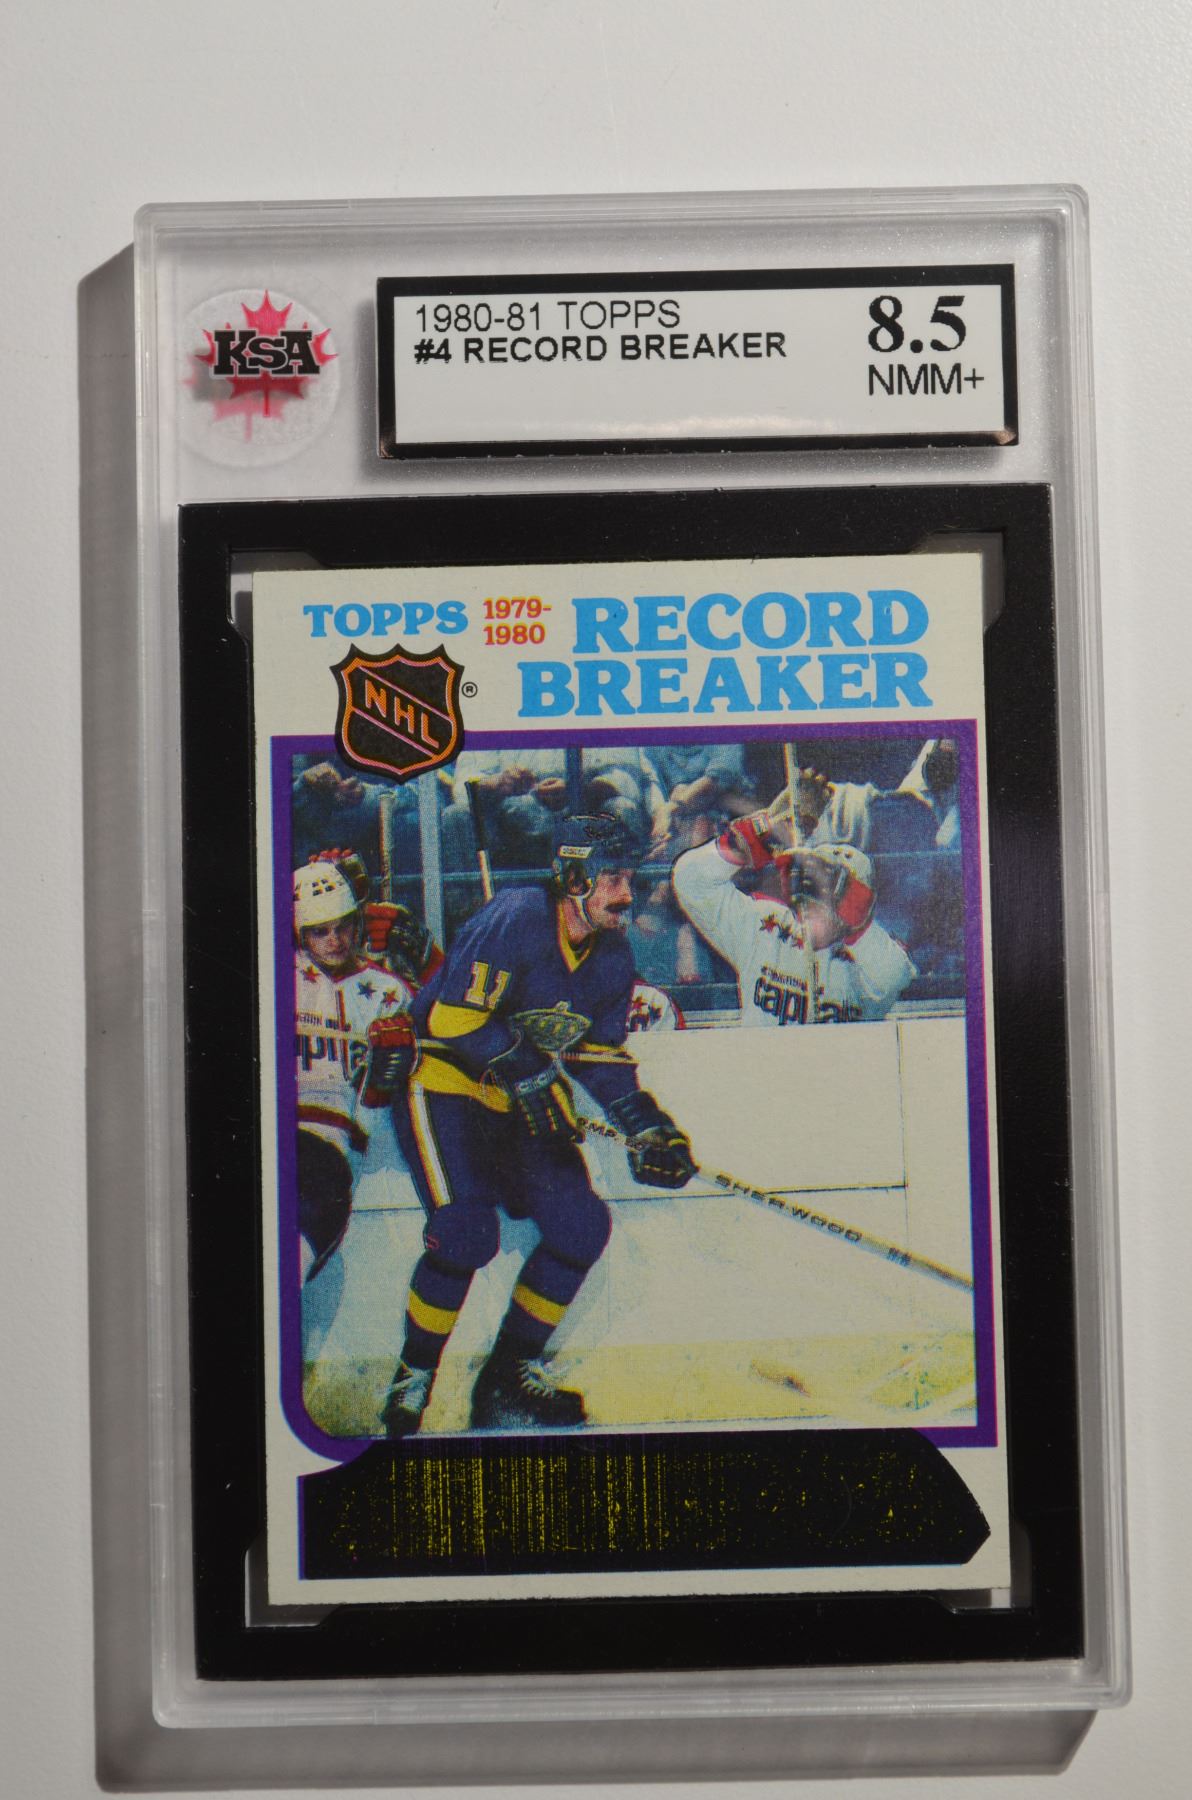 KSA
1980-81 TOPPS
#4 RECORD BREAKER
8.5
NMM+
TOPPS
1979-
1980
RECORD
BREAKER
NHL
®
11
capitals
SHER-WOOD